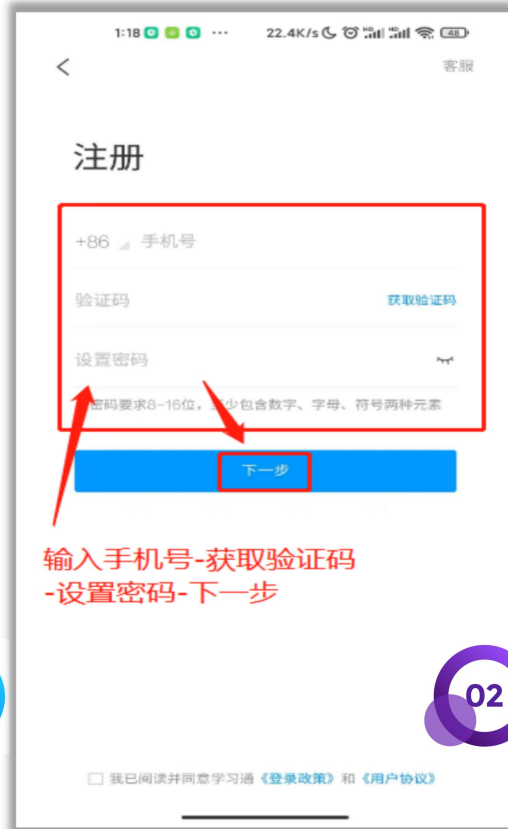 1:18 ··· 22.4K/s 48
客服
注册
+86 手机号
验证码 获取验证码
设置密码
密码要求8-16位，至少包含数字、字母、符号两种元素
下一步
输入手机号-获取验证码
-设置密码-下一步
02
我已阅读并同意学习通《登录政策》和《用户协议》